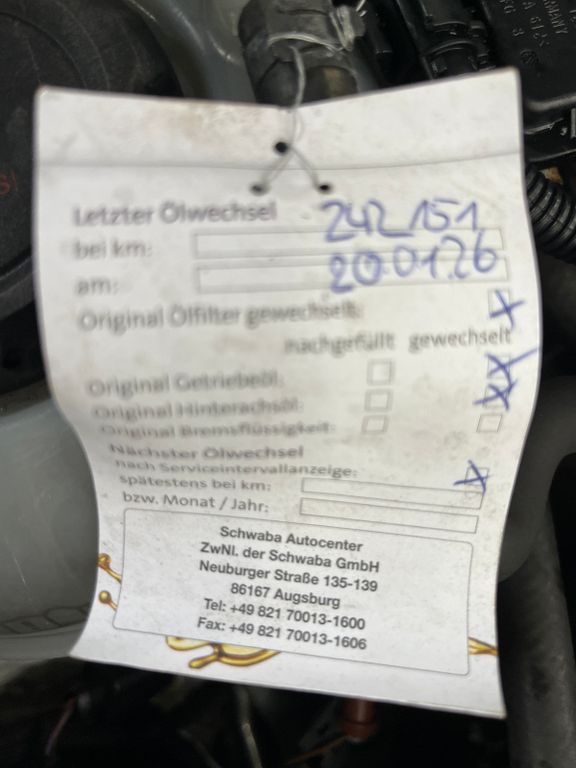 Letzter Ölwechsel
bei km: 242 151
am: 20.01.26
Original Ölfilter gewechselt: X
nachgefüllt gewechselt
Original Getriebeöl: X
Original Hinterachsöl: X
Original Bremsflüssigkeit:
Nächster Ölwechsel
nach Serviceintervallanzeige: X
spätestens bei km:
bzw. Monat / Jahr:
Schwaba Autocenter
ZwNl. der Schwaba GmbH
Neuburger Straße 135-139
86167 Augsburg
Tel: +49 821 70013-1600
Fax: +49 821 70013-1606